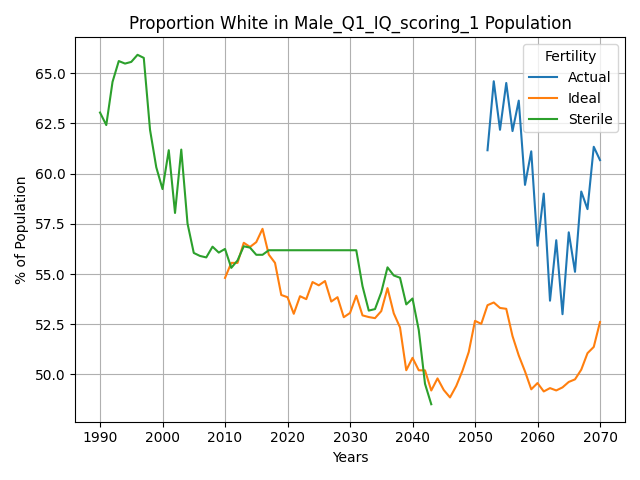 Proportion White in Male_Q1_IQ_scoring_1 Population
% of Population
65.0
62.5
60.0
57.5
55.0
52.5
50.0
Fertility
Actual
Ideal
Sterile
1990 2000 2010 2020 2030 2040 2050 2060 2070
Years